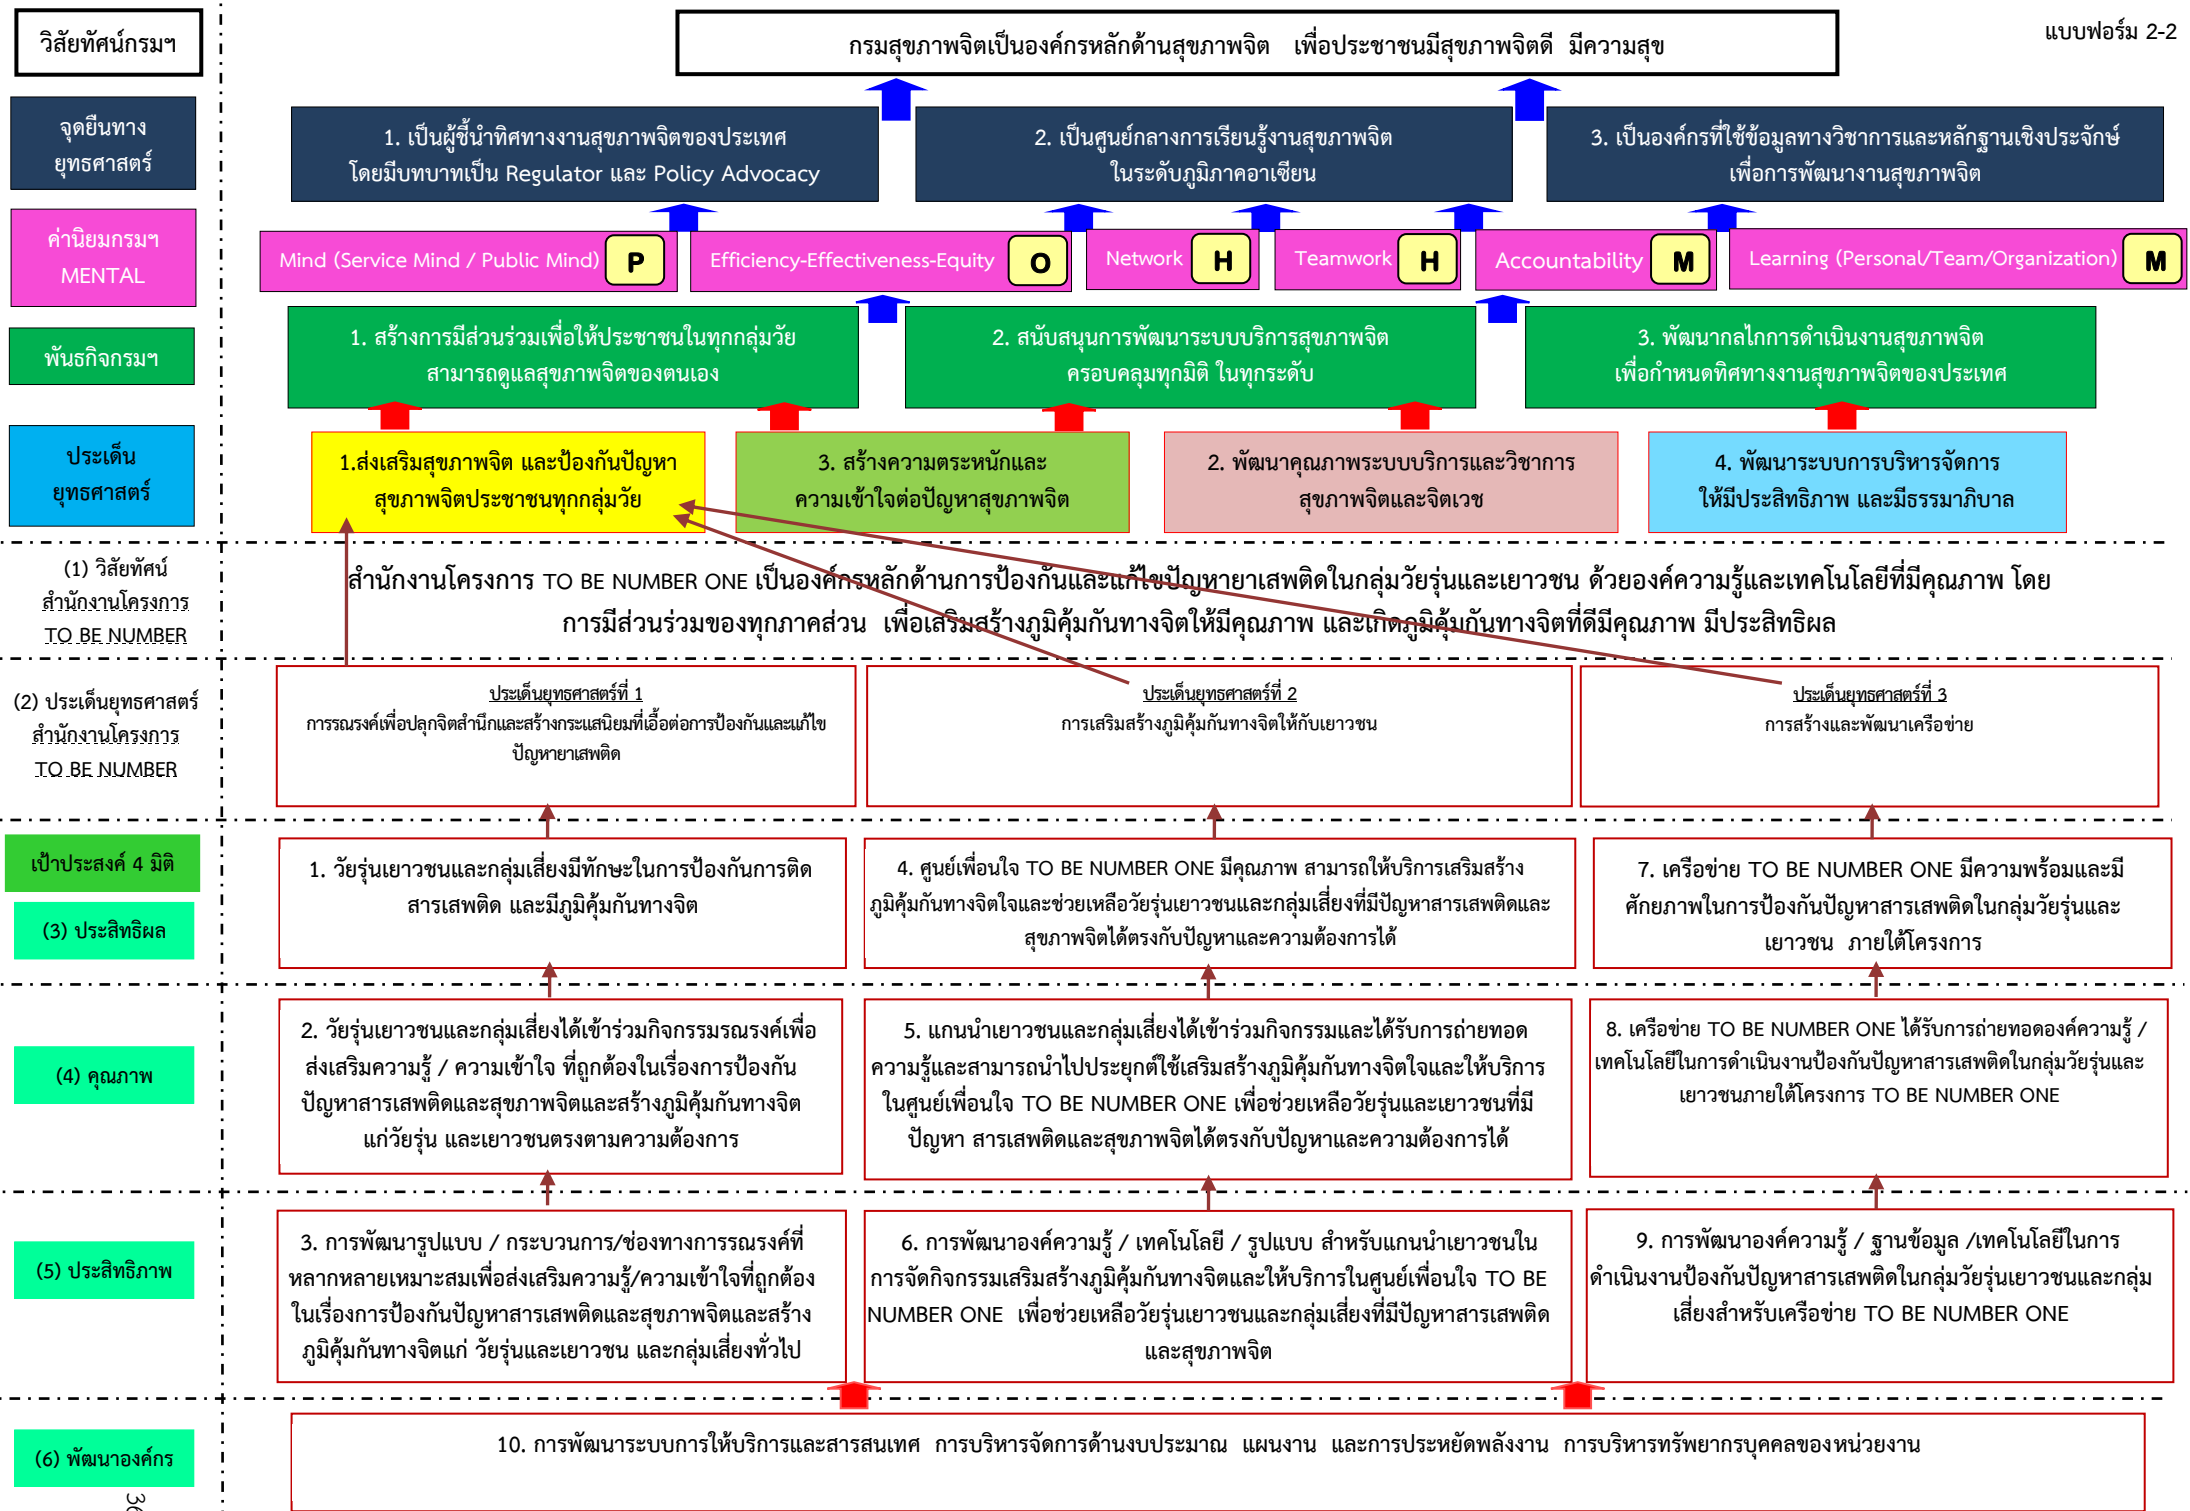 แบบฟอร์ม 2-2
วิสัยทัศน์กรมฯ
กรมสุขภาพจิตเป็นองค์กรหลักด้านสุขภาพจิต เพื่อประชาชนมีสุขภาพจิตดี มีความสุข
จุดยืนทาง
ยุทธศาสตร์
1. เป็นผู้ชี้นำทิศทางงานสุขภาพจิตของประเทศ
โดยมีบทบาทเป็น Regulator และ Policy Advocacy
2. เป็นศูนย์กลางการเรียนรู้งานสุขภาพจิต
ในระดับภูมิภาคอาเซียน
3. เป็นองค์กรที่ใช้ข้อมูลทางวิชาการและหลักฐานเชิงประจักษ์
เพื่อการพัฒนางานสุขภาพจิต
ค่านิยมกรมฯ
MENTAL
Mind (Service Mind / Public Mind) P
Efficiency-Effectiveness-Equity O
Network H
Teamwork H
Accountability M
Learning (Personal/Team/Organization) M
พันธกิจกรมฯ
1. สร้างการมีส่วนร่วมเพื่อให้ประชาชนในทุกกลุ่มวัย
สามารถดูแลสุขภาพจิตของตนเอง
2. สนับสนุนการพัฒนาระบบบริการสุขภาพจิต
ครอบคลุมทุกมิติ ในทุกระดับ
3. พัฒนากลไกการดำเนินงานสุขภาพจิต
เพื่อกำหนดทิศทางงานสุขภาพจิตของประเทศ
ประเด็น
ยุทธศาสตร์
1.ส่งเสริมสุขภาพจิต และป้องกันปัญหา
สุขภาพจิตประชาชนทุกกลุ่มวัย
3. สร้างความตระหนักและ
ความเข้าใจต่อปัญหาสุขภาพจิต
2. พัฒนาคุณภาพระบบบริการและวิชาการ
สุขภาพจิตและจิตเวช
4. พัฒนาระบบการบริหารจัดการ
ให้มีประสิทธิภาพ และมีธรรมาภิบาล
(1) วิสัยทัศน์
สำนักงานโครงการ
TO BE NUMBER
สำนักงานโครงการ TO BE NUMBER ONE เป็นองค์กรหลักด้านการป้องกันและแก้ไขปัญหายาเสพติดในกลุ่มวัยรุ่นและเยาวชน ด้วยองค์ความรู้และเทคโนโลยีที่มีคุณภาพ โดย
การมีส่วนร่วมของทุกภาคส่วน เพื่อเสริมสร้างภูมิคุ้มกันทางจิตให้มีคุณภาพ และเกิตภูมิคุ้มกันทางจิตที่ดีมีคุณภาพ มีประสิทธิผล
(2) ประเด็นยุทธศาสตร์
สำนักงานโครงการ
TO BE NUMBER
ประเด็นยุทธศาสตร์ที่ 1
การรณรงค์เพื่อปลุกจิตสำนึกและสร้างกระแสนิยมที่เอื้อต่อการป้องกันและแก้ไข
ปัญหายาเสพติด
ประเด็นยุทธศาสตร์ที่ 2
การเสริมสร้างภูมิคุ้มกันทางจิตให้กับเยาวชน
ประเด็นยุทธศาสตร์ที่ 3
การสร้างและพัฒนาเครือข่าย
เป้าประสงค์ 4 มิติ
(3) ประสิทธิผล
1. วัยรุ่นเยาวชนและกลุ่มเสี่ยงมีทักษะในการป้องกันการติด
สารเสพติด และมีภูมิคุ้มกันทางจิต
4. ศูนย์เพื่อนใจ TO BE NUMBER ONE มีคุณภาพ สามารถให้บริการเสริมสร้าง
ภูมิคุ้มกันทางจิตใจและช่วยเหลือวัยรุ่นเยาวชนและกลุ่มเสี่ยงที่มีปัญหาสารเสพติดและ
สุขภาพจิตได้ตรงกับปัญหาและความต้องการได้
7. เครือข่าย TO BE NUMBER ONE มีความพร้อมและมี
ศักยภาพในการป้องกันปัญหาสารเสพติดในกลุ่มวัยรุ่นและ
เยาวชน ภายใต้โครงการ
(4) คุณภาพ
2. วัยรุ่นเยาวชนและกลุ่มเสี่ยงได้เข้าร่วมกิจกรรมรณรงค์เพื่อ
ส่งเสริมความรู้ / ความเข้าใจ ที่ถูกต้องในเรื่องการป้องกัน
ปัญหาสารเสพติดและสุขภาพจิตและสร้างภูมิคุ้มกันทางจิต
แก่วัยรุ่น และเยาวชนตรงตามความต้องการ
5. แกนนำเยาวชนและกลุ่มเสี่ยงได้เข้าร่วมกิจกรรมและได้รับการถ่ายทอด
ความรู้และสามารถนำไปประยุกต์ใช้เสริมสร้างภูมิคุ้มกันทางจิตใจและให้บริการ
ในศูนย์เพื่อนใจ TO BE NUMBER ONE เพื่อช่วยเหลือวัยรุ่นและเยาวชนที่มี
ปัญหา สารเสพติดและสุขภาพจิตได้ตรงกับปัญหาและความต้องการได้
8. เครือข่าย TO BE NUMBER ONE ได้รับการถ่ายทอดองค์ความรู้ /
เทคโนโลยีในการดำเนินงานป้องกันปัญหาสารเสพติดในกลุ่มวัยรุ่นและ
เยาวชนภายใต้โครงการ TO BE NUMBER ONE
(5) ประสิทธิภาพ
3. การพัฒนารูปแบบ / กระบวนการ/ช่องทางการรณรงค์ที่
หลากหลายเหมาะสมเพื่อส่งเสริมความรู้/ความเข้าใจที่ถูกต้อง
ในเรื่องการป้องกันปัญหาสารเสพติดและสุขภาพจิตและสร้าง
ภูมิคุ้มกันทางจิตแก่ วัยรุ่นและเยาวชน และกลุ่มเสี่ยงทั่วไป
6. การพัฒนาองค์ความรู้ / เทคโนโลยี / รูปแบบ สำหรับแกนนำเยาวชนใน
การจัดกิจกรรมเสริมสร้างภูมิคุ้มกันทางจิตและให้บริการในศูนย์เพื่อนใจ TO BE
NUMBER ONE เพื่อช่วยเหลือวัยรุ่นเยาวชนและกลุ่มเสี่ยงที่มีปัญหาสารเสพติด
และสุขภาพจิต
9. การพัฒนาองค์ความรู้ / ฐานข้อมูล /เทคโนโลยีในการ
ดำเนินงานป้องกันปัญหาสารเสพติดในกลุ่มวัยรุ่นเยาวชนและกลุ่ม
เสี่ยงสำหรับเครือข่าย TO BE NUMBER ONE
(6) พัฒนาองค์กร
10. การพัฒนาระบบการให้บริการและสารสนเทศ การบริหารจัดการด้านงบประมาณ แผนงาน และการประหยัดพลังงาน การบริหารทรัพยากรบุคคลของหน่วยงาน
36